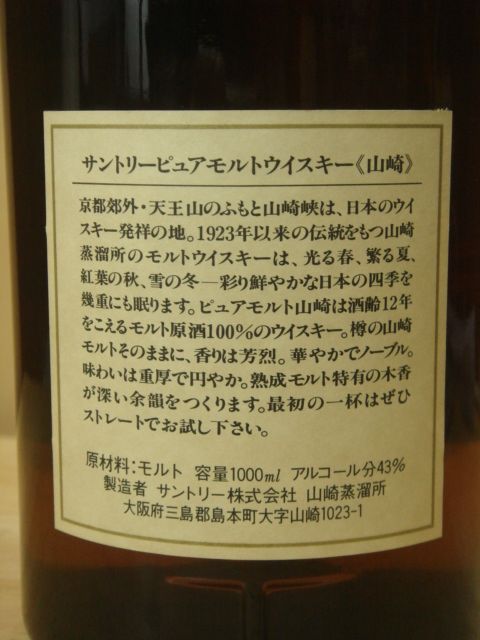 サントリーピュアモルトウイスキー《山崎》
京都郊外・天王山のふもと山崎峡は、日本のウイ
スキー発祥の地。1923年以来の伝統をもつ山崎
蒸溜所のモルトウイスキーは、光る春、繁る夏、
紅葉の秋、雪の冬―彩り鮮やかな日本の四季を
幾重にも眠ります。ピュアモルト山崎は酒齢12年
をこえるモルト原酒100%のウイスキー。樽の山崎
モルトそのままに、香りは芳烈。華やかでノーブル。
味わいは重厚で円やか。熟成モルト特有の木香
が深い余韻をつくります。最初の一杯はぜひ
ストレートでお試し下さい。
原材料:モルト 容量1000ml アルコール分43%
製造者 サントリー株式会社 山崎蒸溜所
大阪府三島郡島本町大字山崎1023-1